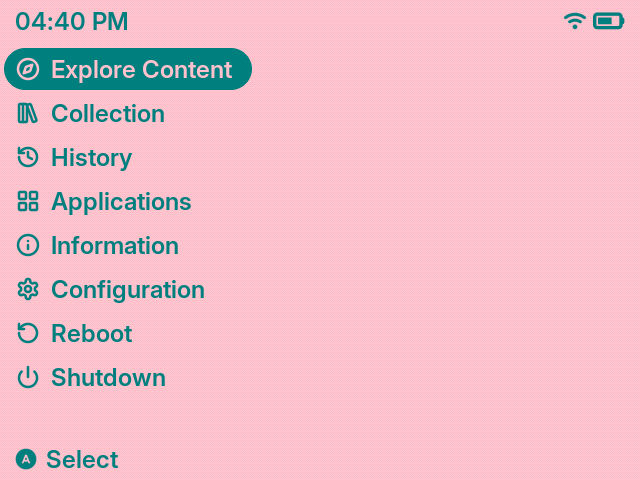 04:40 PM
Explore Content
Collection
History
Applications
Information
Configuration
Reboot
Shutdown
A Select